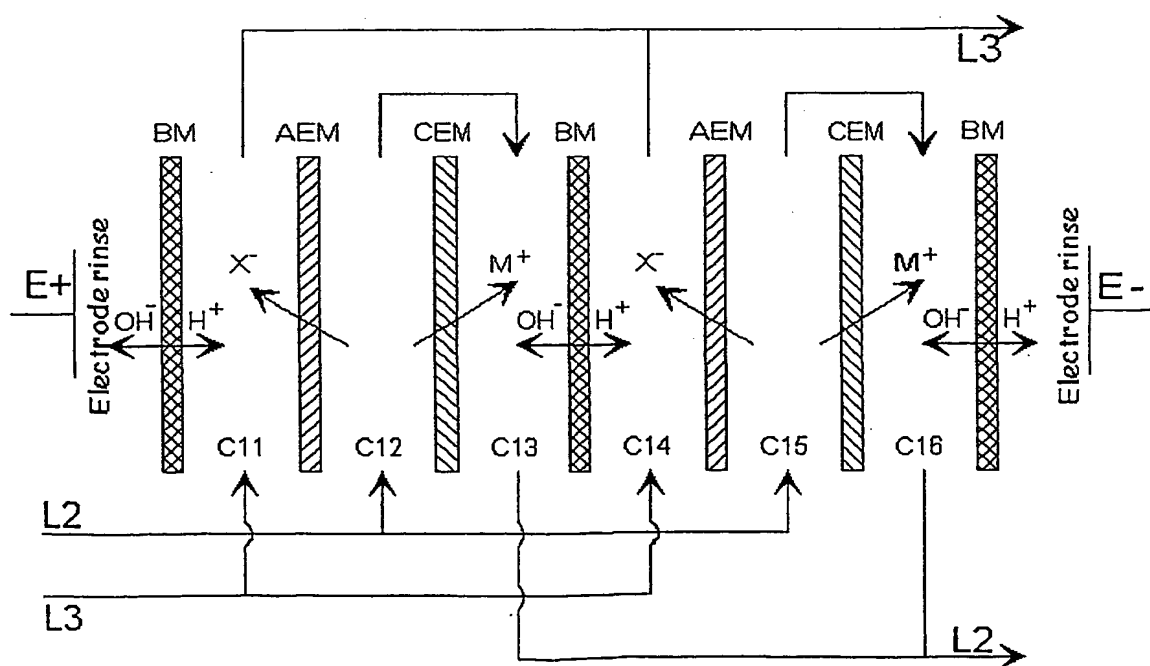 L3
BM AEM CEM BM AEM CEM BM
X⁻ M⁺ X⁻ M⁺
E+ Electrode rinse OH⁻ H⁺ OH⁻ H⁺ OH⁻ H⁺ Electrode rinse E-
C11 C12 C13 C14 C15 C16
L2
L3
L2